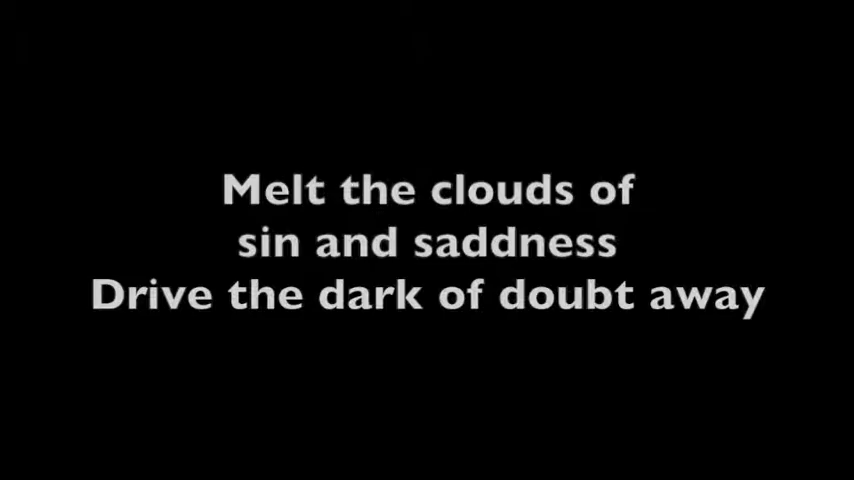 Melt the clouds of
sin and saddness
Drive the dark of doubt away